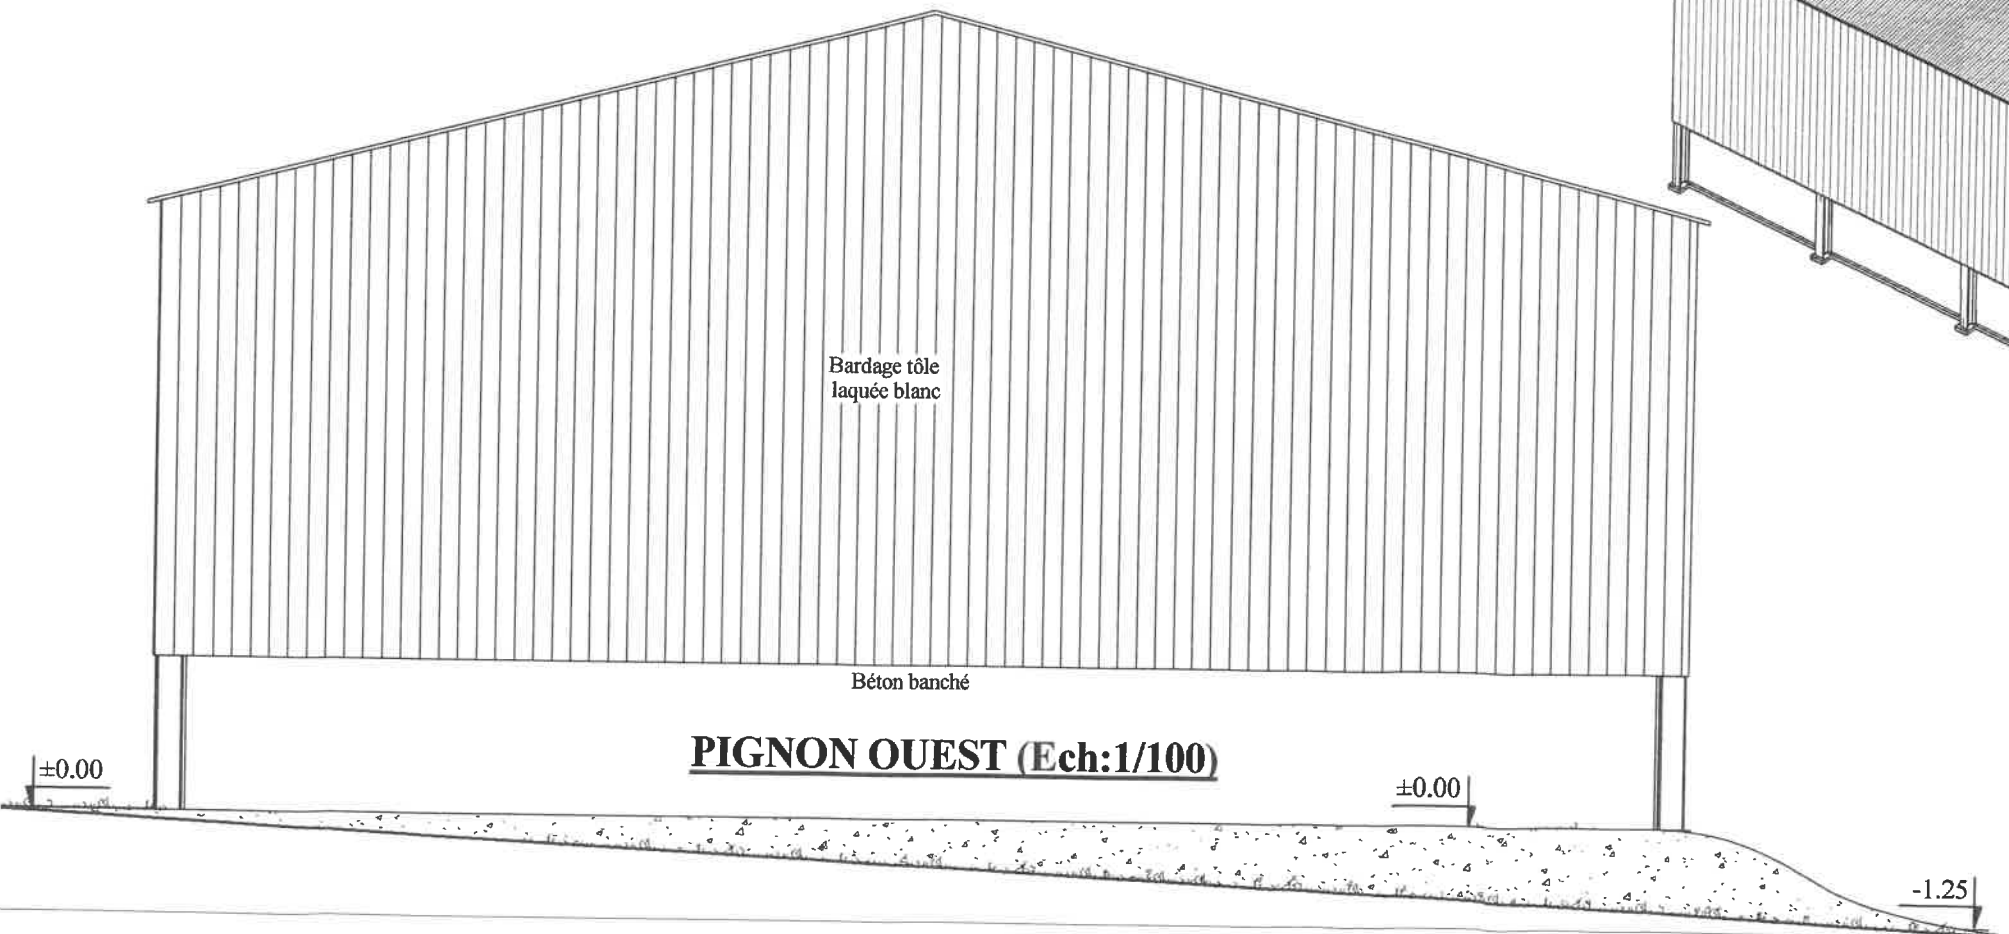 Bardage tôle
laquée blanc
Béton banché
PIGNON OUEST (Ech:1/100)
±0.00
±0.00
-1.25